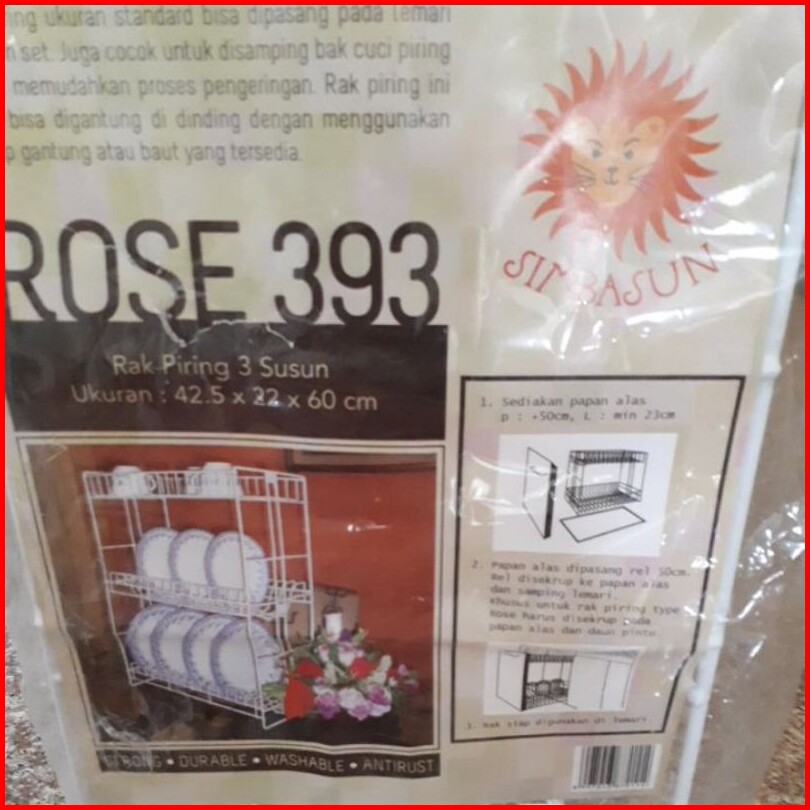 ukuran standard bisa dipasang pada lemari
set. Juga cocok untuk disamping bak cuci piring
memudahkan proses pengeringan. Rak piring ini
bisa digantung di dinding dengan menggunakan
gantung atau baut yang tersedia.
ROSE 393
Rak Piring 3 Susun
Ukuran : 42.5 x 22 x 60 cm
SIMBASUN
1. Sediakan papan alas
p : +50cm, L : min 23cm
2. Papan alas dipasang rel 50cm.
Rel disekrup ke papan alas
dan samping lemari.
Khusus untuk rak piring type
Rose harus disekrup pada
papan alas dan daun pintu.
3. Rak siap digunakan di lemari
STRONG • DURABLE • WASHABLE • ANTIRUST